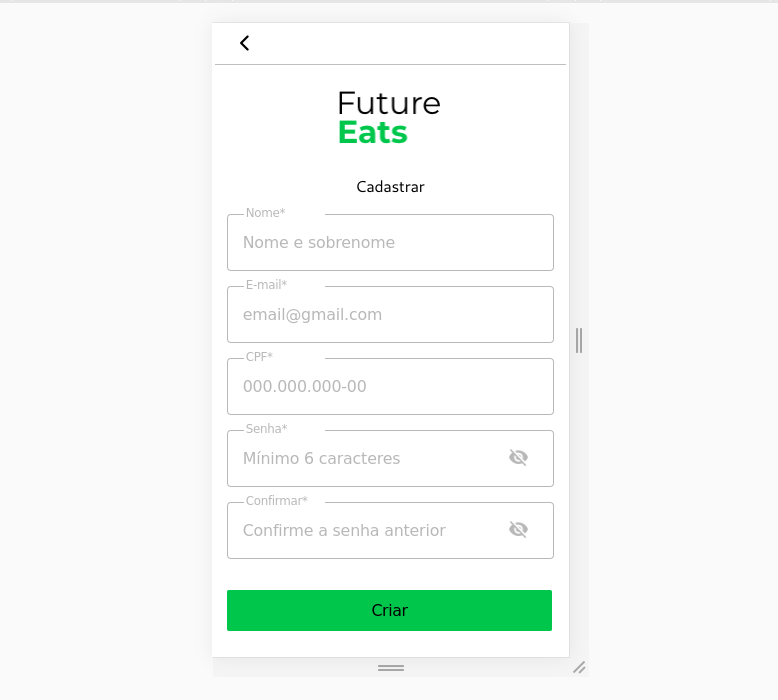 Future
Eats
Cadastrar
Nome*
Nome e sobrenome
E-mail*
email@gmail.com
CPF*
000.000.000-00
Senha*
Mínimo 6 caracteres
Confirmar*
Confirme a senha anterior
Criar